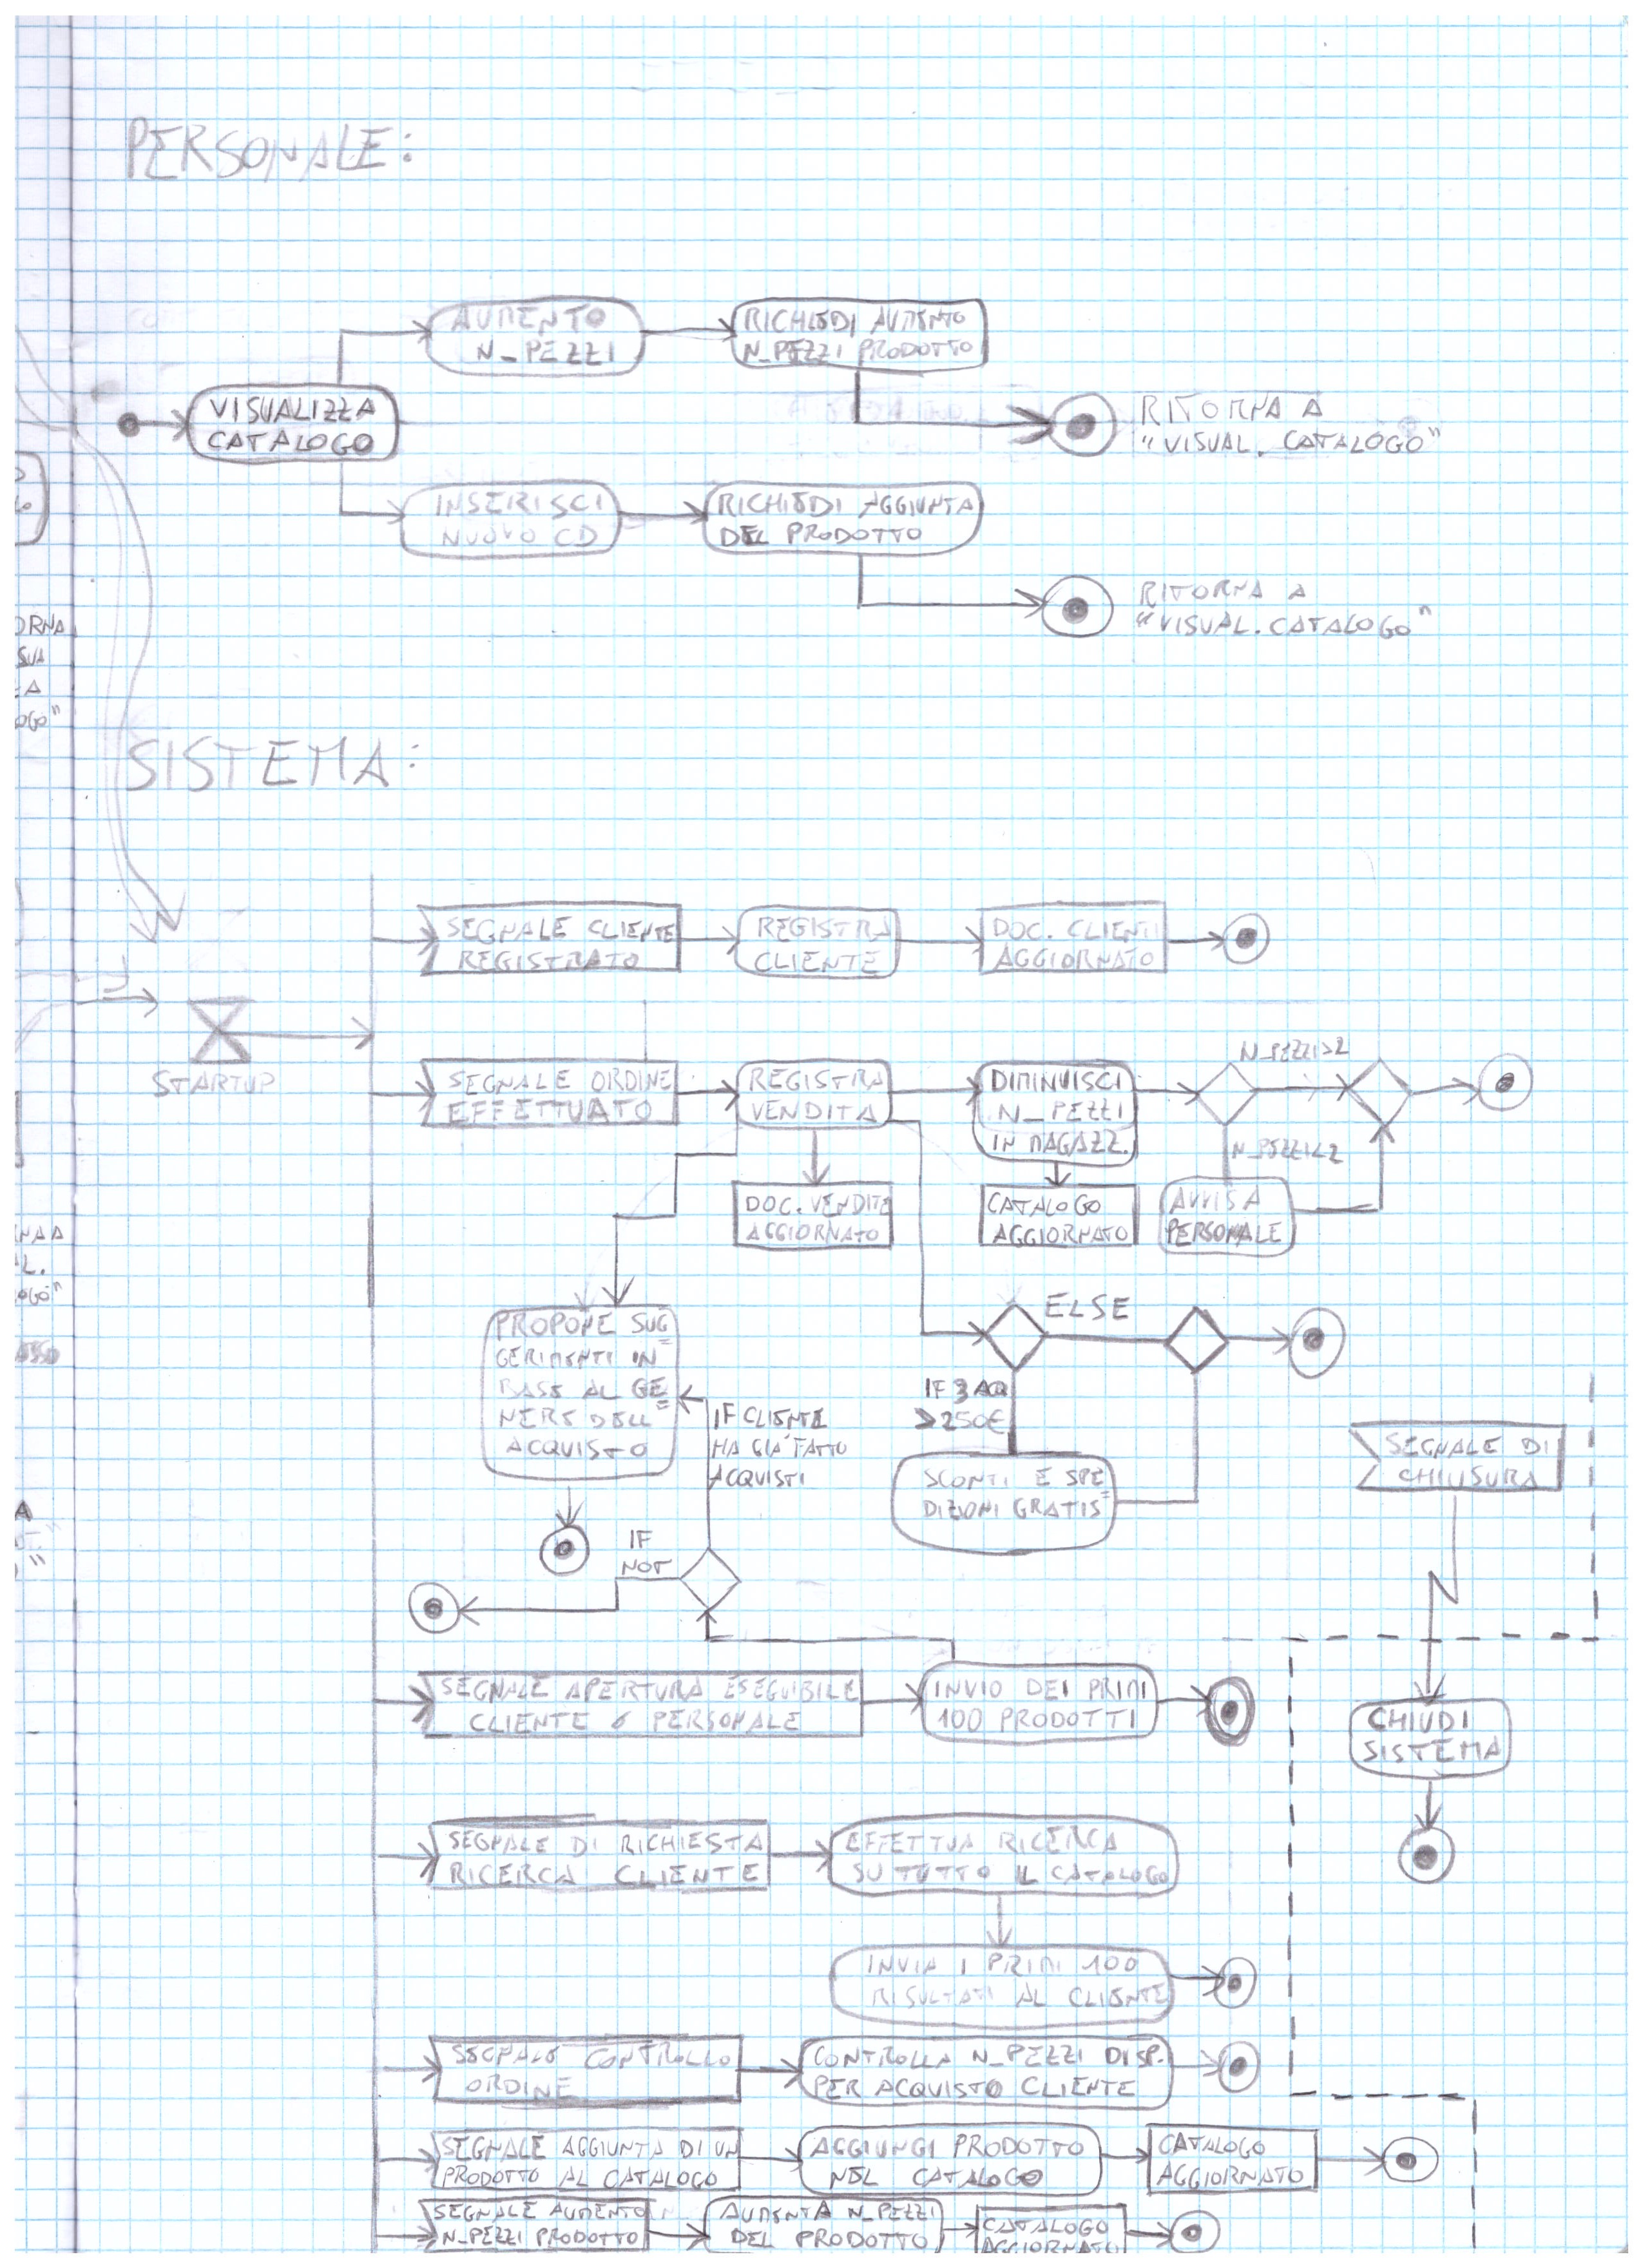 PERSONALE:
AUMENTO
N_PEZZI
RICHIEDI AUMENTO
N_PEZZI PRODOTTO
VISUALIZZA
CATALOGO
RITORNA A
"VISUAL. CATALOGO"
INSERISCI
NUOVO CD
RICHIEDI AGGIUNTA
DEL PRODOTTO
RITORNA A
"VISUAL. CATALOGO"
SISTEMA:
SEGNALE CLIENTE
REGISTRATO
REGISTRA
CLIENTE
DOC. CLIENTI
AGGIORNATO
STARTUP
SEGNALE ORDINE
EFFETTUATO
REGISTRA
VENDITA
DIMINUISCI
N_PEZZI
IN MAGAZZ.
N_PEZZI>2
N_PEZZI<2
DOC. VENDITE
AGGIORNATO
CATALOGO
AGGIORNATO
AVVISA
PERSONALE
PROPONE SUG
GERIMENTI IN
BASE AL GE
NERE DELL'
ACQUISTO
ELSE
IF 3 ACQ
>250€
IF CLIENTE
HA GIA' FATTO
ACQUISTI
SCONTI E SPE
DIZIONI GRATIS
SEGNALE DI
CHIUSURA
IF
NOT
SEGNALE APERTURA ESEGUIBILE
CLIENTE O PERSONALE
INVIO DEI PRIMI
100 PRODOTTI
CHIUDI
SISTEMA
SEGNALE DI RICHIESTA
RICERCA CLIENTE
EFFETTUA RICERCA
SU TUTTO IL CATALOGO
INVIA I PRIMI 100
RISULTATI AL CLIENTE
SEGNALE CONTROLLO
ORDINE
CONTROLLA N_PEZZI DISP.
PER ACQUISTO CLIENTE
SEGNALE AGGIUNTA DI UN
PRODOTTO AL CATALOGO
AGGIUNGI PRODOTTO
NEL CATALOGO
CATALOGO
AGGIORNATO
SEGNALE AUMENTO
N_PEZZI PRODOTTO
AUMENTA N_PEZZI
DEL PRODOTTO
CATALOGO
AGGIORNATO